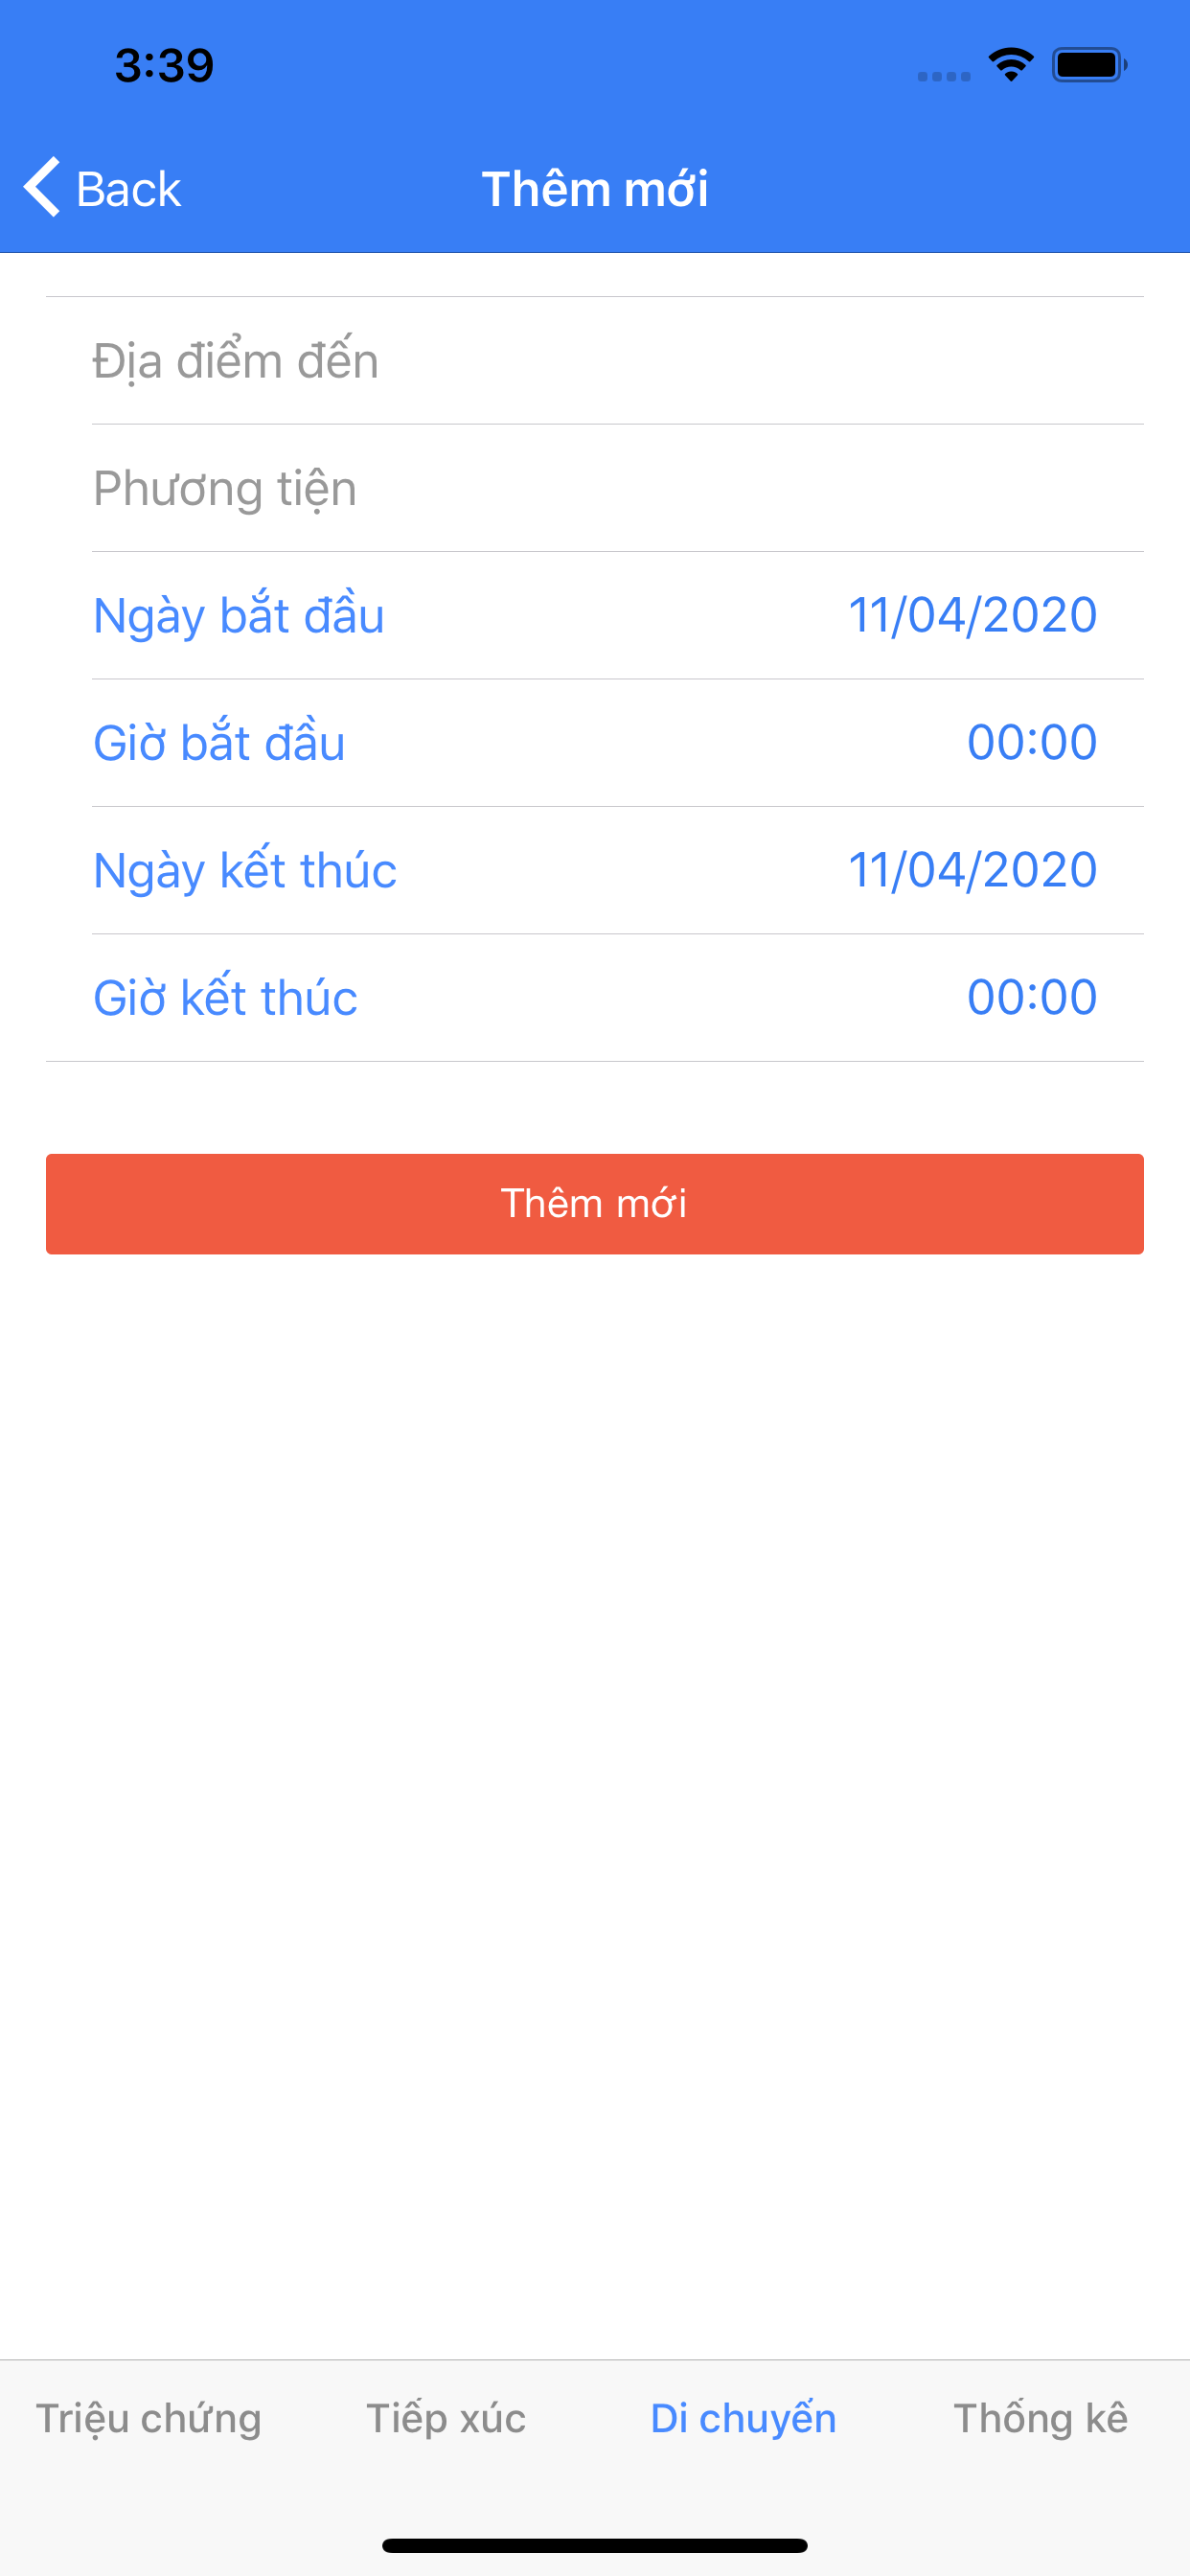 3:39
Back
Thêm mới
Địa điểm đến
Phương tiện
Ngày bắt đầu 11/04/2020
Giờ bắt đầu 00:00
Ngày kết thúc 11/04/2020
Giờ kết thúc 00:00
Thêm mới
Triệu chứng Tiếp xúc Di chuyến Thống kê